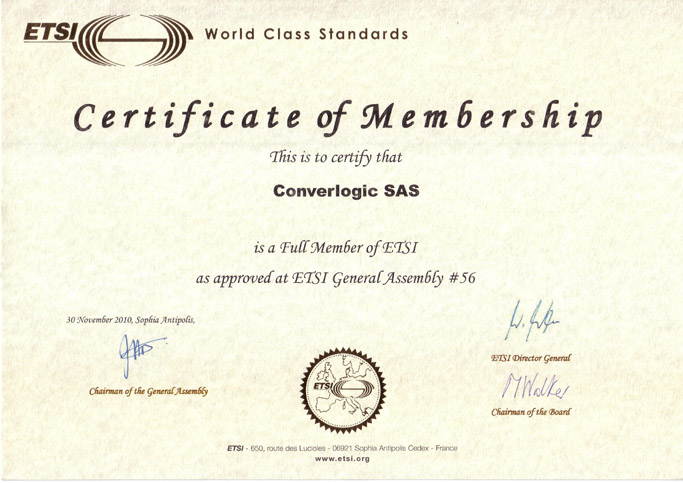 ETSI World Class Standards
Certificate of Membership
This is to certify that
Converlogic SAS
is a Full Member of ETSI
as approved at ETSI General Assembly #56
30 November 2010, Sophia Antipolis,
Chairman of the General Assembly
ETSI
ETSI Director General
MWalker
Chairman of the Board
ETSI - 650, route des Lucioles - 06921 Sophia Antipolis Cedex - France
www.etsi.org